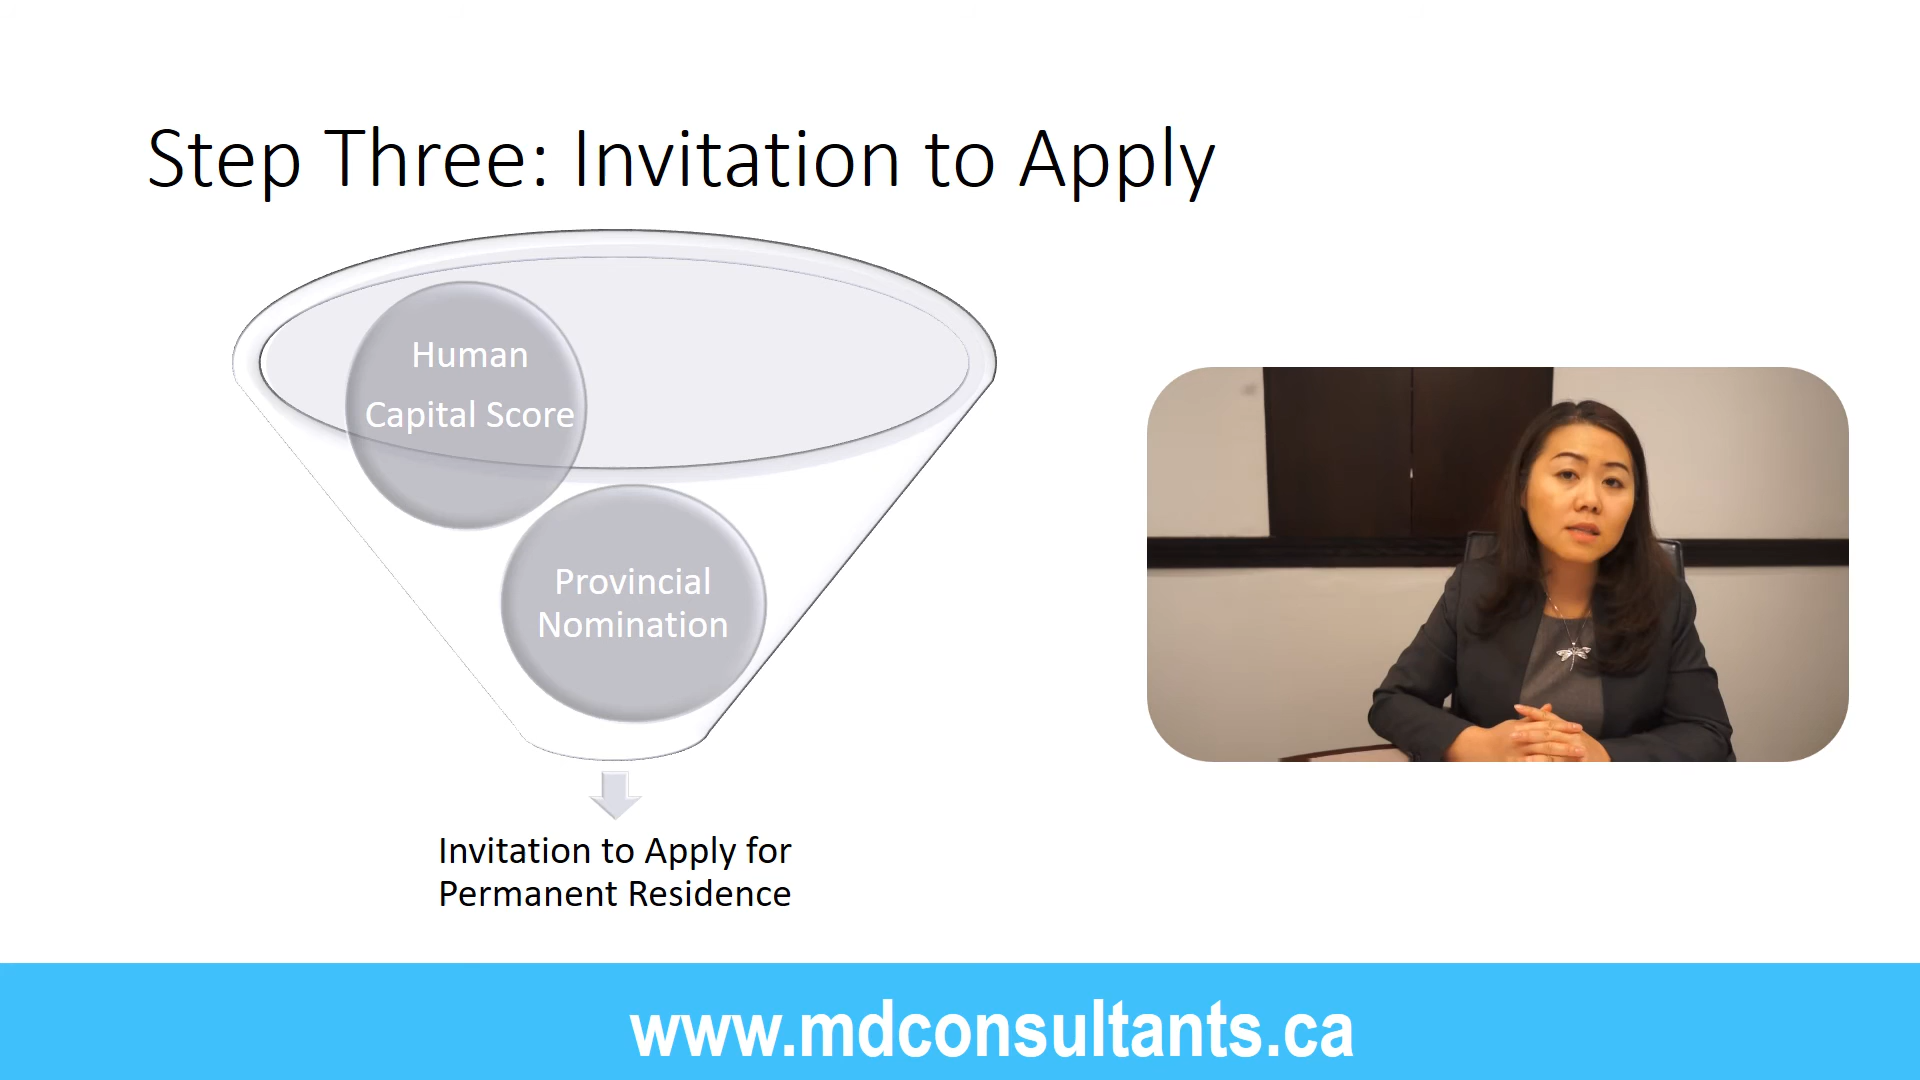 Step Three: Invitation to Apply
Human
Capital Score
Provincial
Nomination
Invitation to Apply for
Permanent Residence
www.mdconsultants.ca